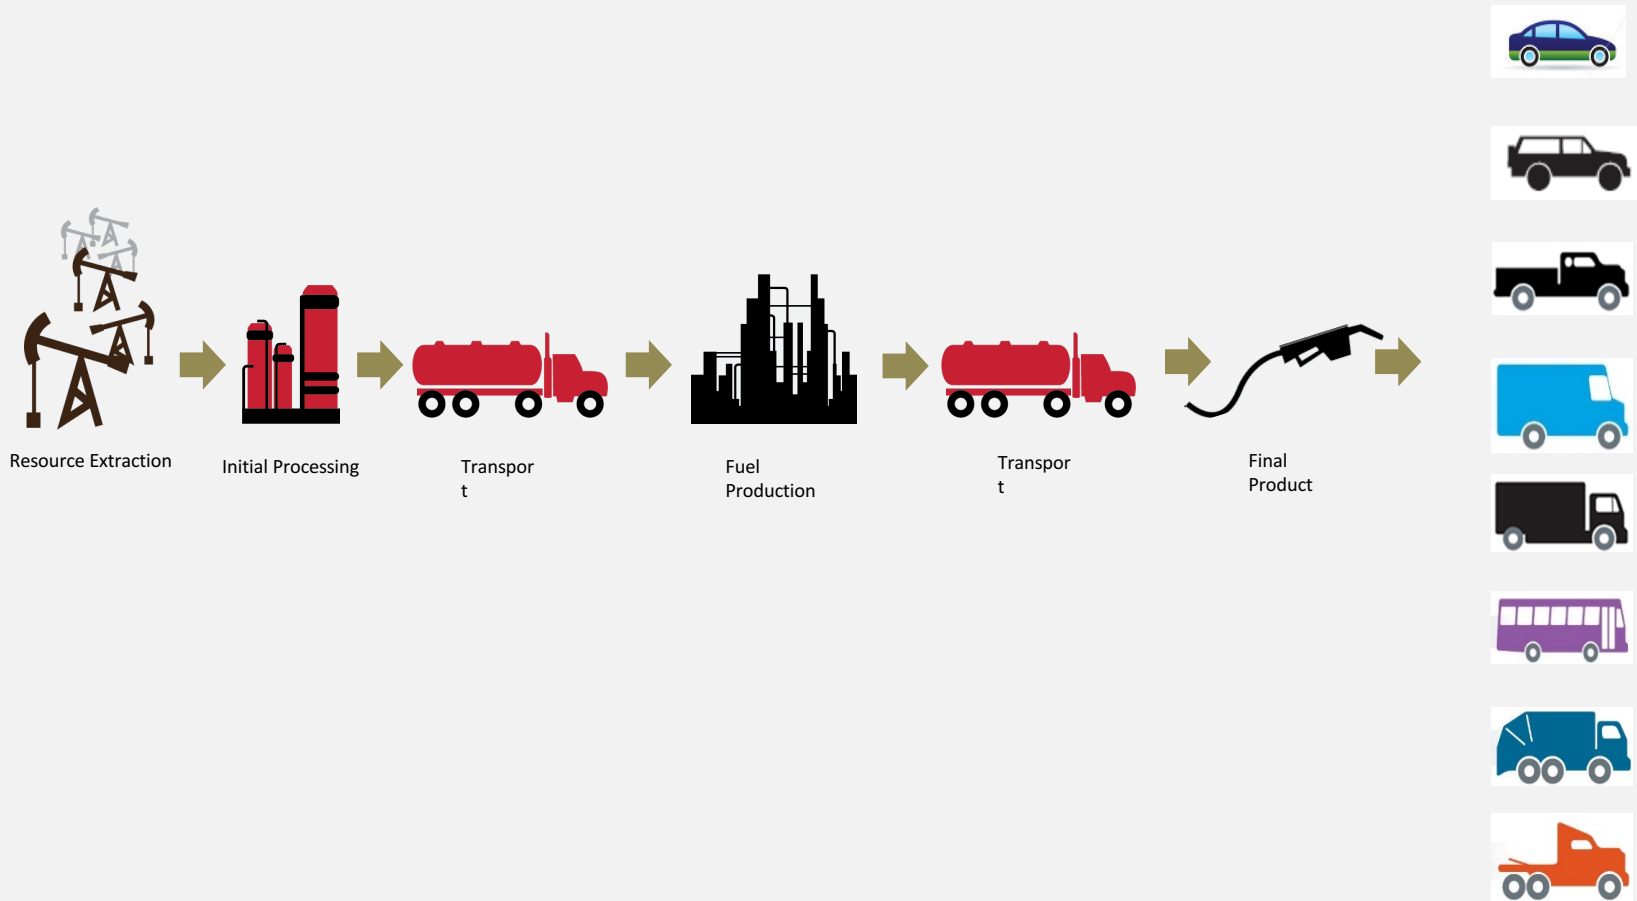 Resource Extraction
Initial Processing
Transpor
t
Fuel
Production
Transpor
t
Final
Product